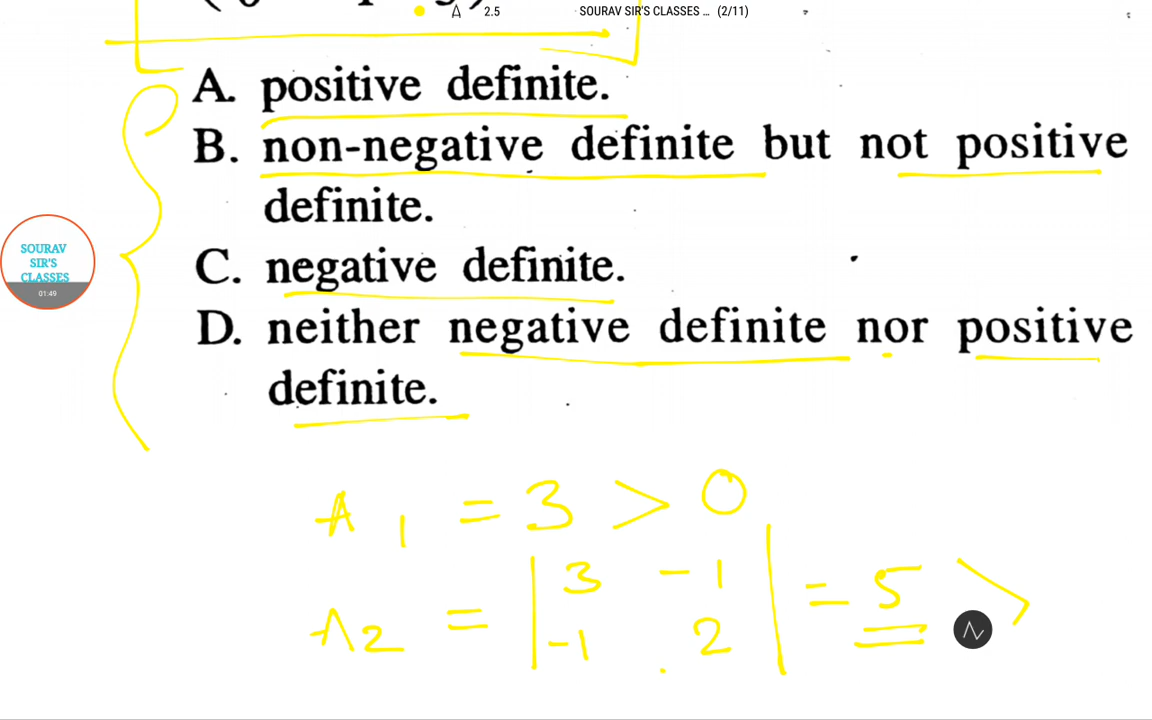 2.5 SOURAV SIR'S CLASSES ... (2/11)
A. positive definite.
B. non-negative definite but not positive
definite.
SOURAV
SIR'S
CLASSES
01:49
C. negative definite.
D. neither negative definite nor positive
definite.
A1 = 3 > 0
A2 = | 3 -1 | = 5 >
| -1 2 |